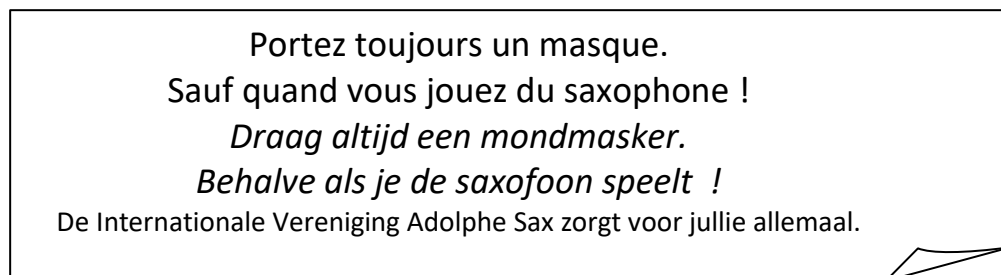 Portez toujours un masque.
Sauf quand vous jouez du saxophone !
Draag altijd een mondmasker.
Behalve als je de saxofoon speelt  !
De Internationale Vereniging Adolphe Sax zorgt voor jullie allemaal.